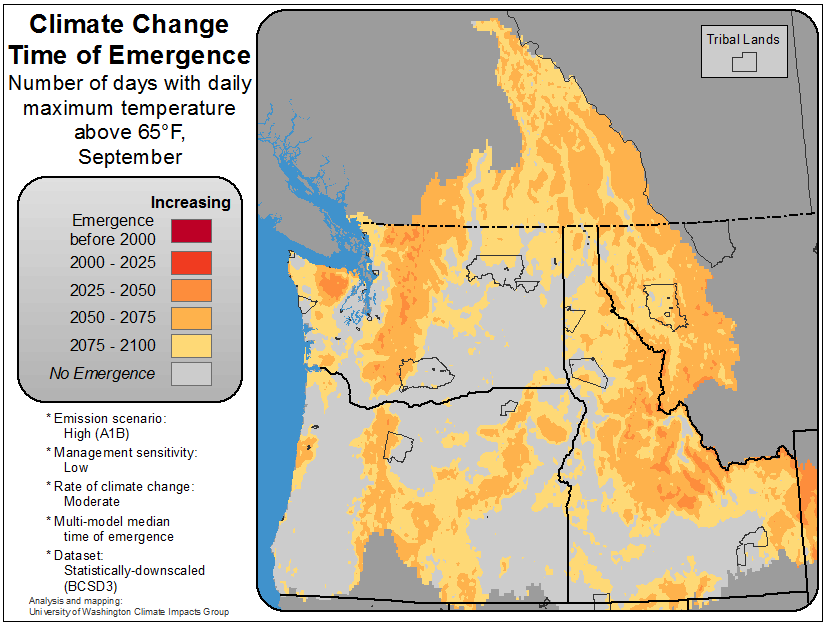 Climate Change
Time of Emergence
Number of days with daily
maximum temperature
above 65°F,
September
Tribal Lands
Increasing
Emergence
before 2000
2000 - 2025
2025 - 2050
2050 - 2075
2075 - 2100
No Emergence
* Emission scenario:
High (A1B)
* Management sensitivity:
Low
* Rate of climate change:
Moderate
* Multi-model median
time of emergence
* Dataset:
Statistically-downscaled
(BCSD3)
Analysis and mapping:
University of Washington Climate Impacts Group